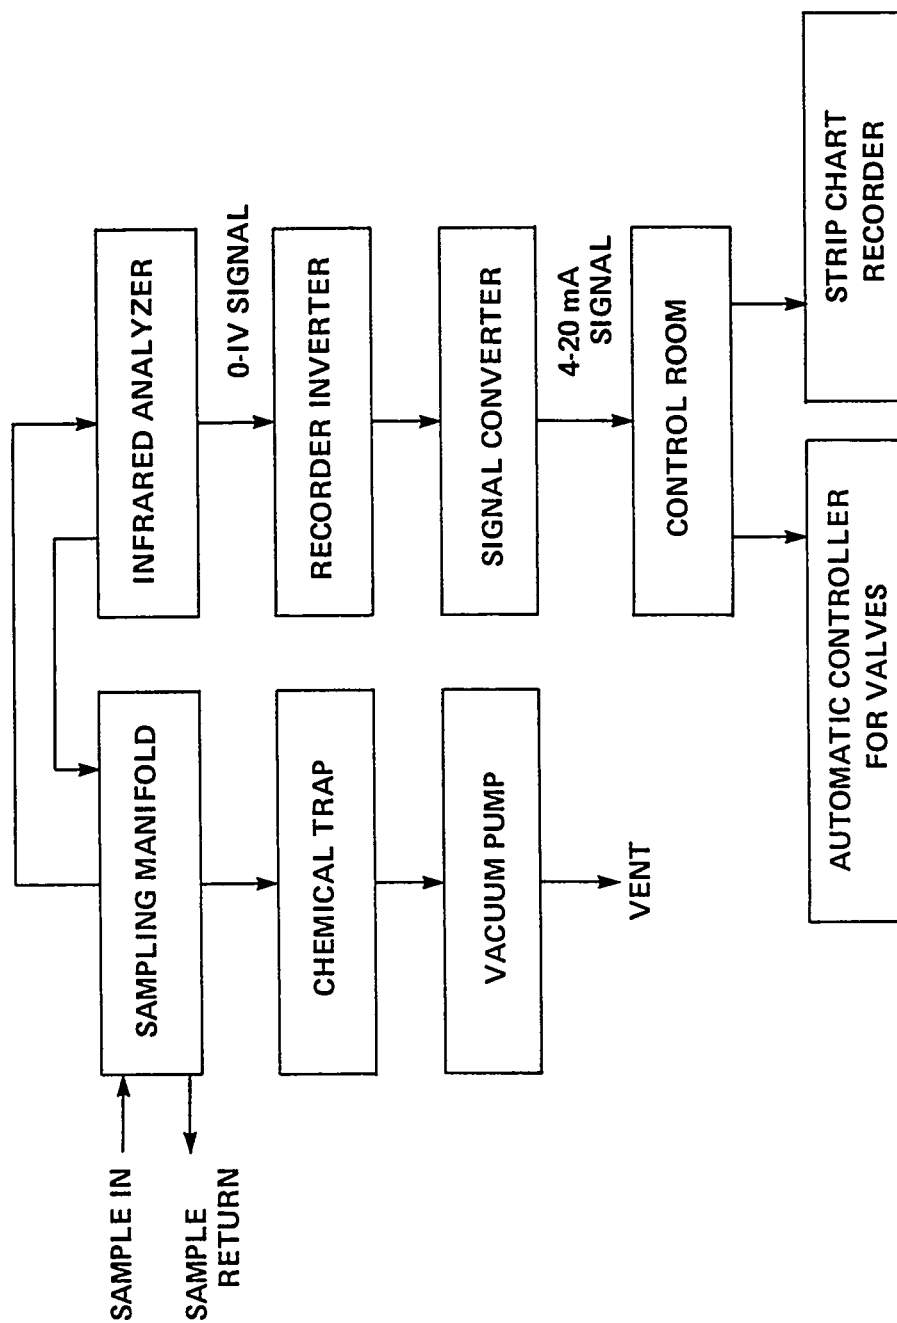 SAMPLE IN
SAMPLE
RETURN
SAMPLING MANIFOLD
INFRARED ANALYZER
0-IV SIGNAL
CHEMICAL TRAP
RECORDER INVERTER
VACUUM PUMP
SIGNAL CONVERTER
4-20 mA
SIGNAL
VENT
CONTROL ROOM
AUTOMATIC CONTROLLER
FOR VALVES
STRIP CHART
RECORDER